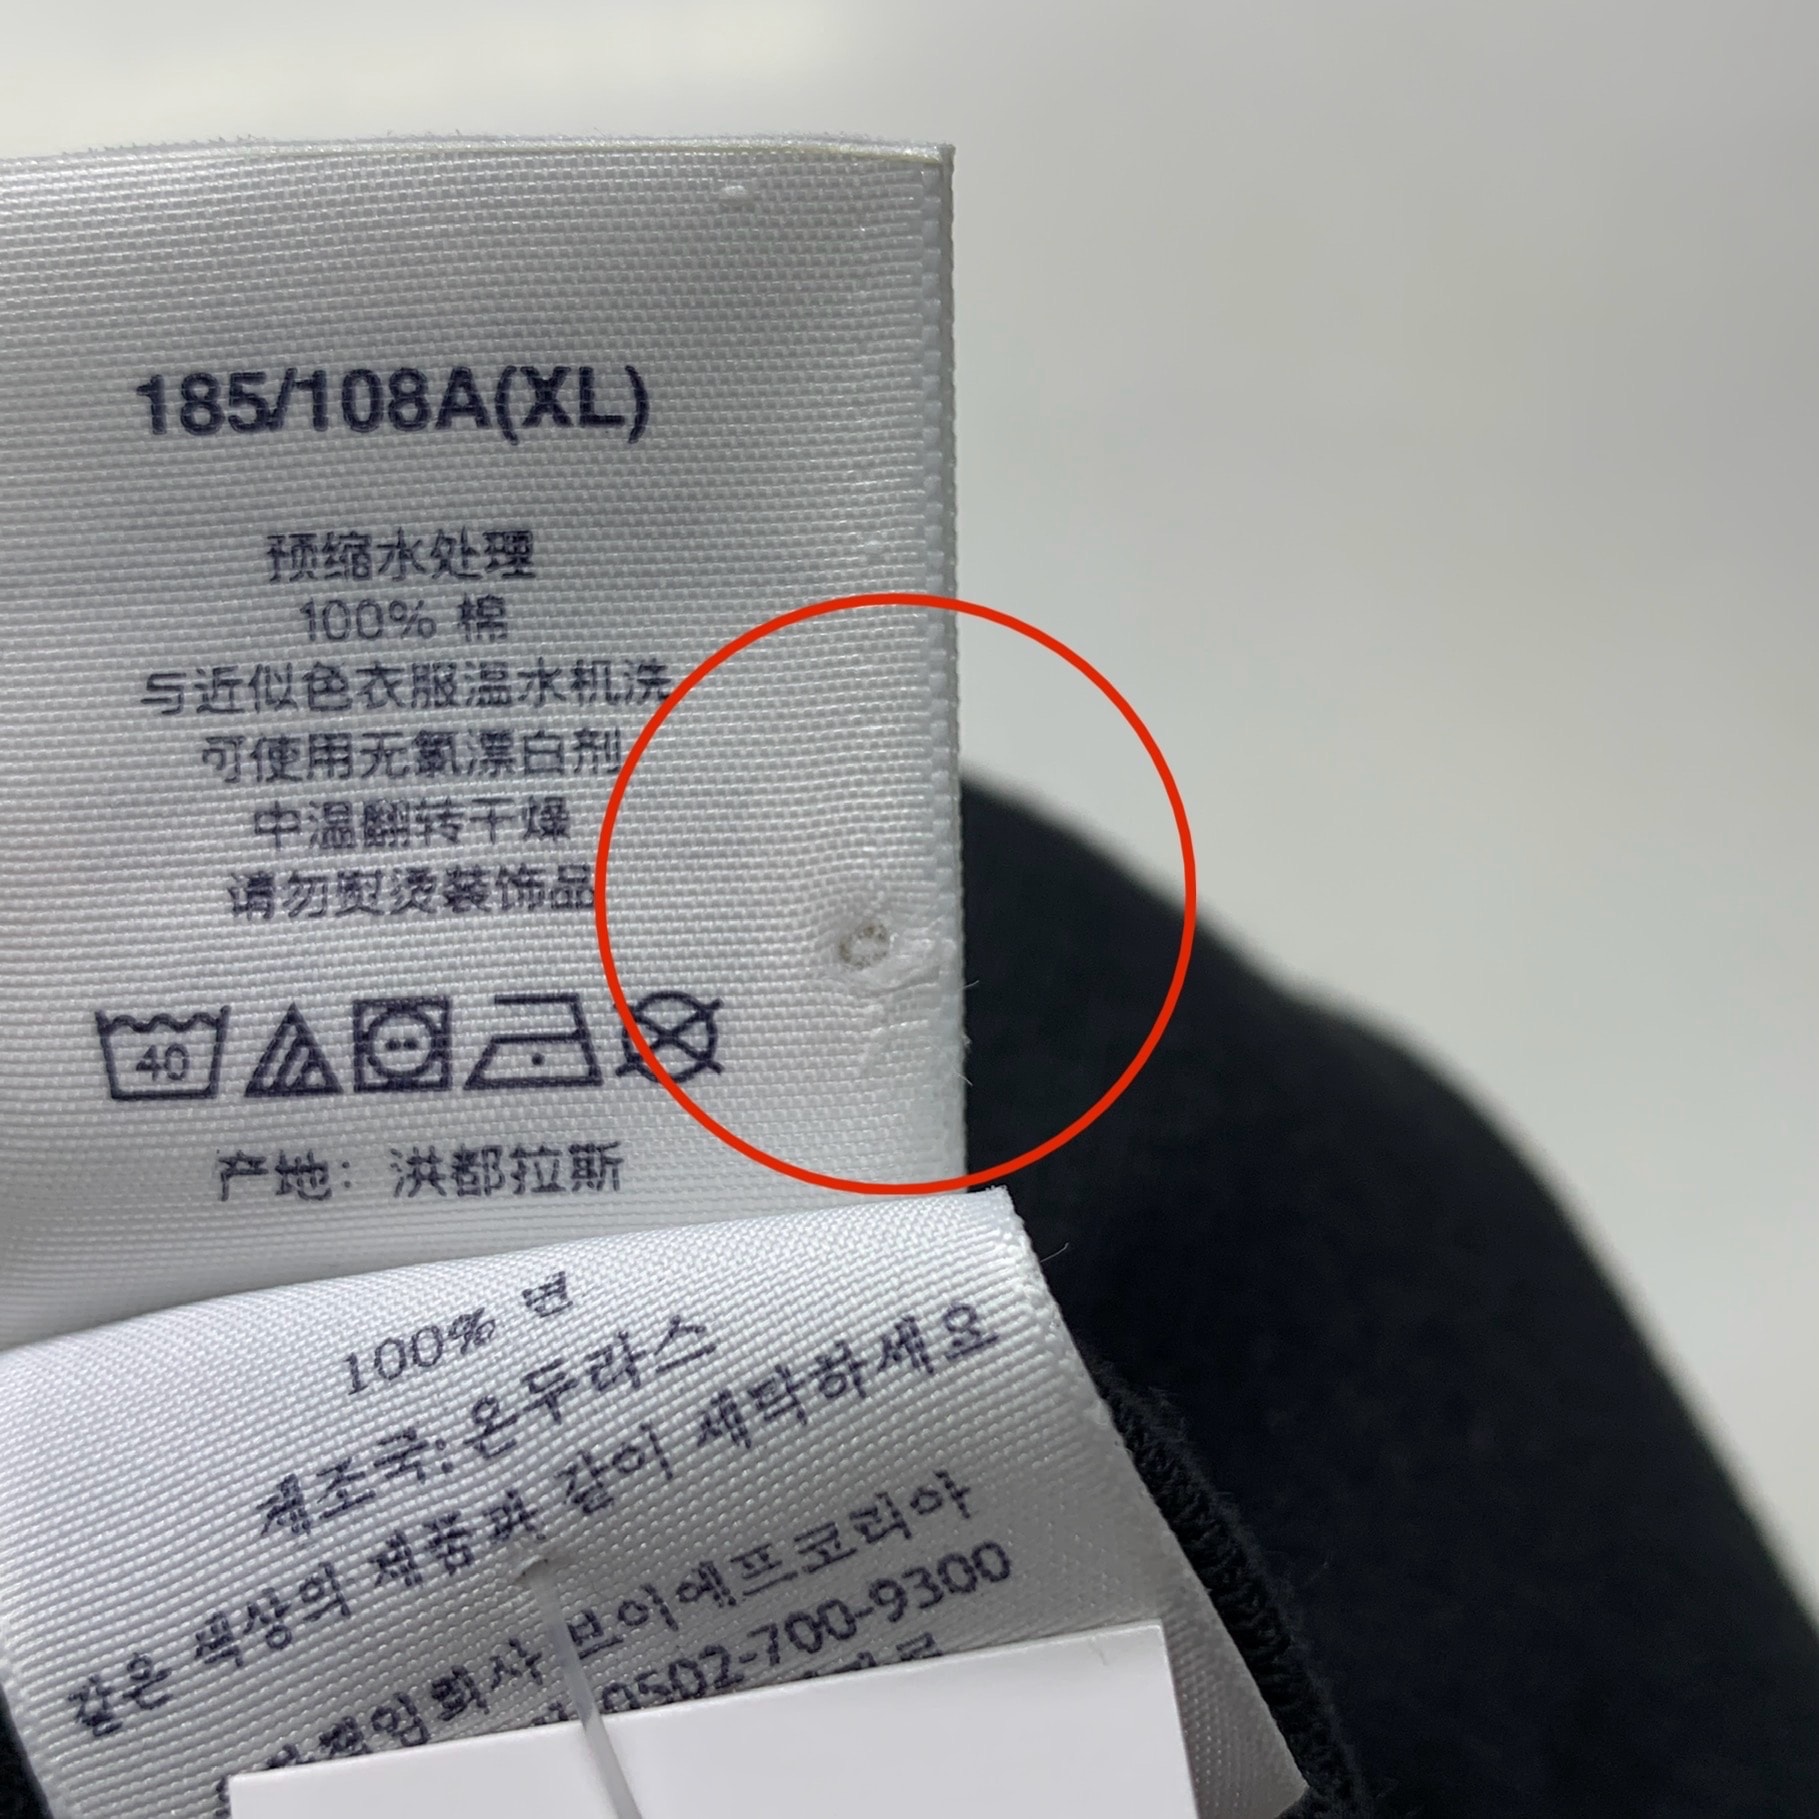 185/108A(XL)
预缩水处理
100% 棉
与近似色衣服温水机洗
可使用无氯漂白剂
中温翻转干燥
请勿熨烫装饰品
40
产地：洪都拉斯
100% 면
제조국: 온두라스
같은 색상의 제품과 같이 세탁하세요
책임회사 브이에프코리아
0502-700-9300